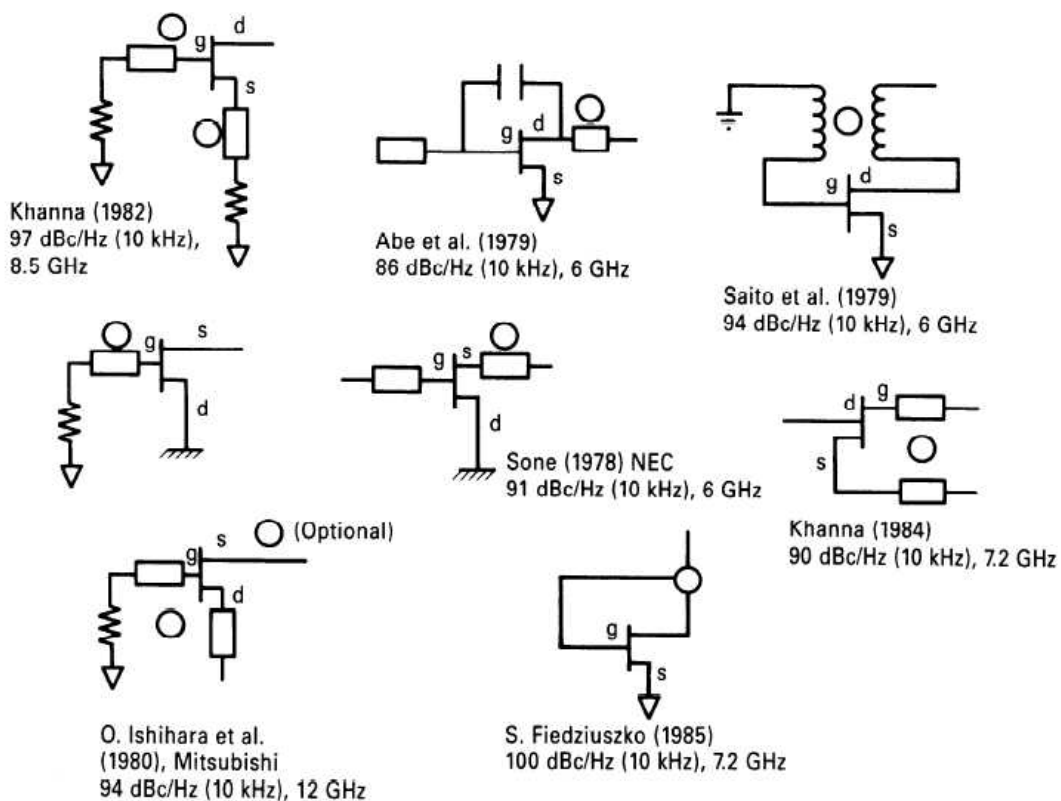 g
d
s
Khanna (1982)
97 dBc/Hz (10 kHz),
8.5 GHz
g
d
s
Abe et al. (1979)
86 dBc/Hz (10 kHz), 6 GHz
g
d
s
Saito et al. (1979)
94 dBc/Hz (10 kHz), 6 GHz
g
s
d
g
s
d
Sone (1978) NEC
91 dBc/Hz (10 kHz), 6 GHz
d
g
s
Khanna (1984)
90 dBc/Hz (10 kHz), 7.2 GHz
(Optional)
g
s
d
O. Ishihara et al.
(1980), Mitsubishi
94 dBc/Hz (10 kHz), 12 GHz
g
s
S. Fiedziuszko (1985)
100 dBc/Hz (10 kHz), 7.2 GHz